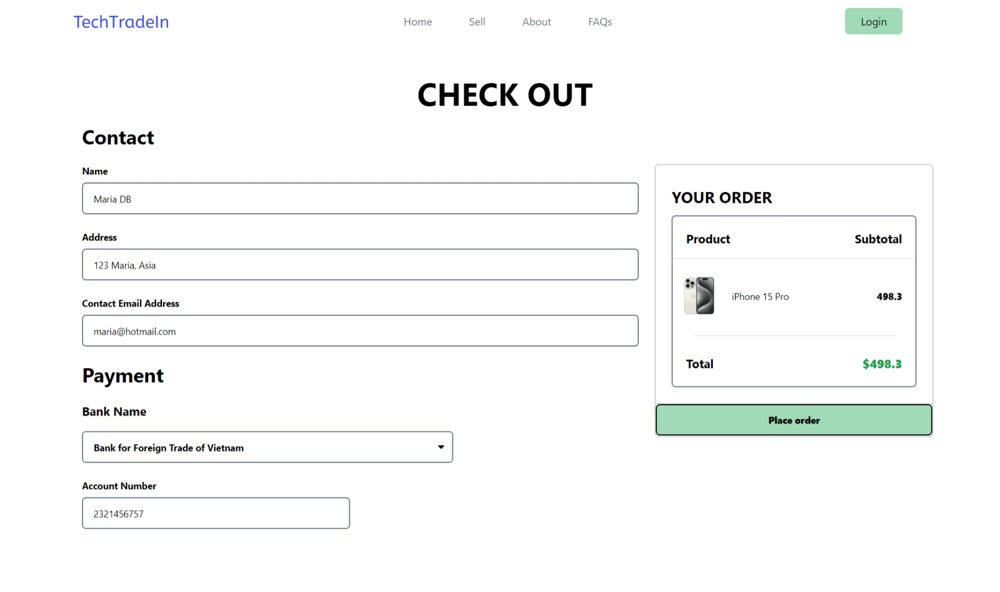 TechTradeIn
Home
Sell
About
FAQs
Login
CHECK OUT
Contact
Name
Maria DB
Address
123 Maria, Asia
Contact Email Address
maria@hotmail.com
Payment
Bank Name
Bank for Foreign Trade of Vietnam
Account Number
2321456757
YOUR ORDER
Product Subtotal
iPhone 15 Pro 498.3
Total $498.3
Place order